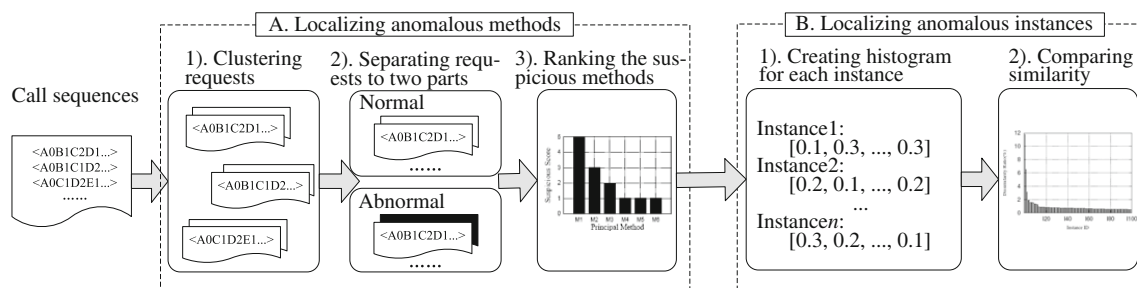 A. Localizing anomalous methods
B. Localizing anomalous instances
Call sequences
<A0B1C2D1...>
<A0B1C1D2...>
<A0C1D2E1...>
......
1). Clustering
requests
<A0B1C2D1...>
<A0B1C1D2...>
<A0C1D2E1...>
2). Separating requ-
ests to two parts
Normal
<A0B1C2D1...>
......
Abnormal
<A0B1C2D1...>
......
3). Ranking the sus-
picious methods
Suspicious Score
M1 M2 M3 M4 M5 M6
Principal Method
1). Creating histogram
for each instance
Instance1:
[0.1, 0.3, ..., 0.3]
Instance2:
[0.2, 0.1, ..., 0.2]
...
Instancen:
[0.3, 0.2, ..., 0.1]
2). Comparing
similarity
Instance ID